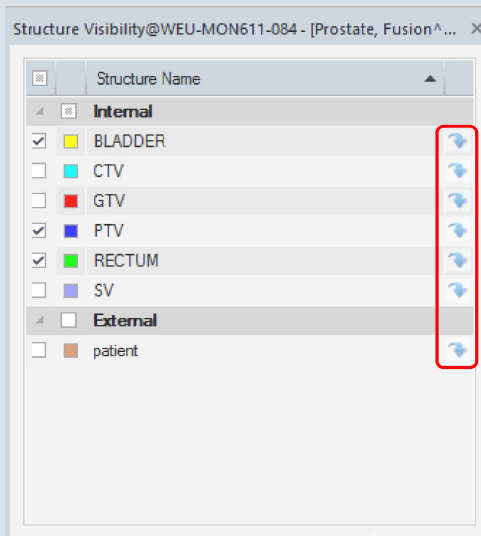 Structure Visibility@WEU-MON611-084 - [Prostate, Fusion^...
Structure Name
Internal
BLADDER
CTV
GTV
PTV
RECTUM
SV
External
patient